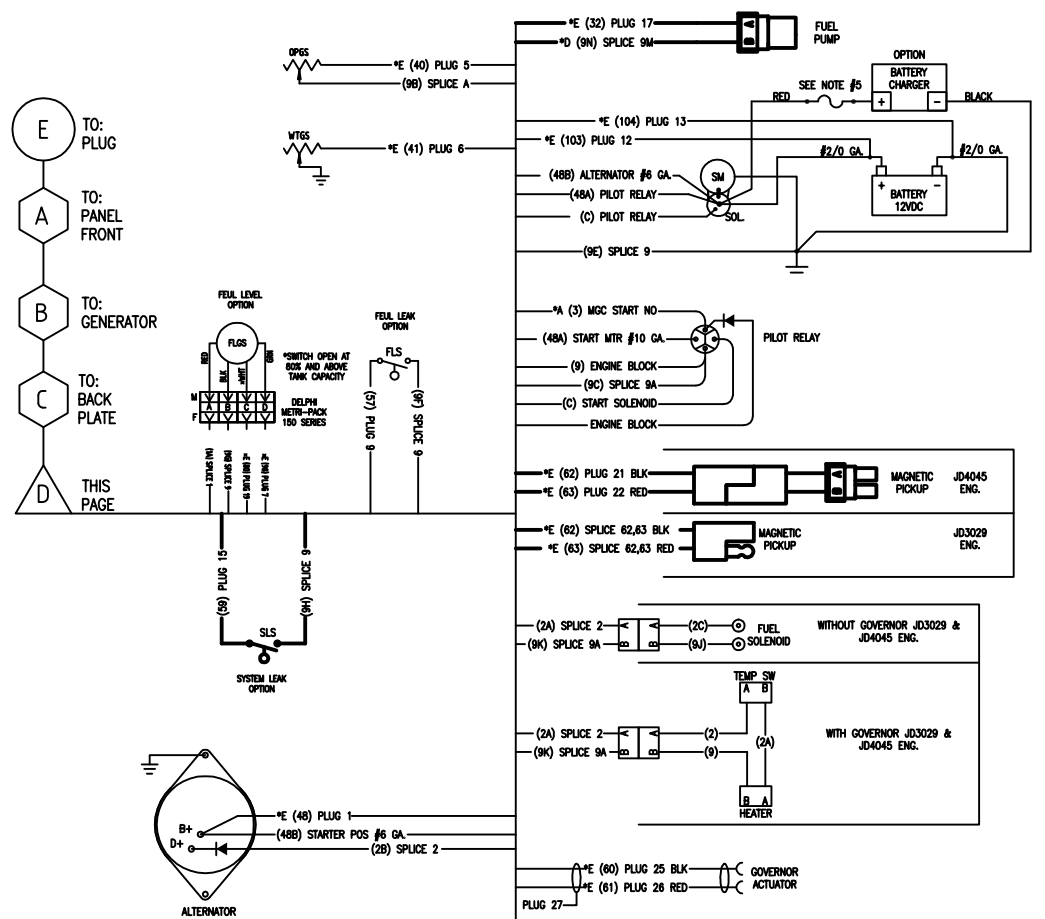 *E (32) PLUG 17
*D (9N) SPLICE 9M
A
B
FUEL
PUMP
OPGS
*E (40) PLUG 5
(9B) SPLICE A
OPTION
BATTERY
CHARGER
+
-
SEE NOTE #5
RED
BLACK
E
TO:
PLUG
*E (104) PLUG 13
*E (103) PLUG 12
WTGS
*E (41) PLUG 6
#2/0 GA.
#2/0 GA.
(48B) ALTERNATOR #6 GA.
SM
(48A) PILOT RELAY
+
-
BATTERY
12VDC
(C) PILOT RELAY
SOL.
A
TO:
PANEL
FRONT
(9E) SPLICE 9
B
TO:
GENERATOR
FEUL LEVEL
OPTION
FLGS
RED
BLK
*WHT
GRN
*SWITCH OPEN AT
80% AND ABOVE
TANK CAPACITY
M
A
B
C
D
F
DELPHI
METRI-PACK
150 SERIES
FEUL LEAK
OPTION
FLS
(57) PLUG 9
(9F) SPLICE 9
*A (3) MGC START NO
(48A) START MTR #10 GA.
PILOT RELAY
(9) ENGINE BLOCK
(9C) SPLICE 9A
(C) START SOLENOID
ENGINE BLOCK
C
TO:
BACK
PLATE
D
THIS
PAGE
*E (62) PLUG 21 BLK
*E (63) PLUG 22 RED
A
B
MAGNETIC
PICKUP
JD4045
ENG.
*E (62) SPLICE 62,63 BLK
*E (63) SPLICE 62,63 RED
MAGNETIC
PICKUP
JD3029
ENG.
(59) PLUG 15
(9H) SPLICE 9
SLS
SYSTEM LEAK
OPTION
(2A) SPLICE 2
A
A
(2C)
(9K) SPLICE 9A
B
B
(9J)
FUEL
SOLENOID
WITHOUT GOVERNOR JD3029 &
JD4045 ENG.
TEMP SW
A B
(2A) SPLICE 2
A
A
(2)
(2A)
(9K) SPLICE 9A
B
B
(9)
B A
HEATER
WITH GOVERNOR JD3029 &
JD4045 ENG.
*E (48) PLUG 1
B+
(48B) STARTER POS #6 GA.
D+
(2B) SPLICE 2
ALTERNATOR
*E (60) PLUG 25 BLK
*E (61) PLUG 26 RED
PLUG 27
GOVERNOR
ACTUATOR